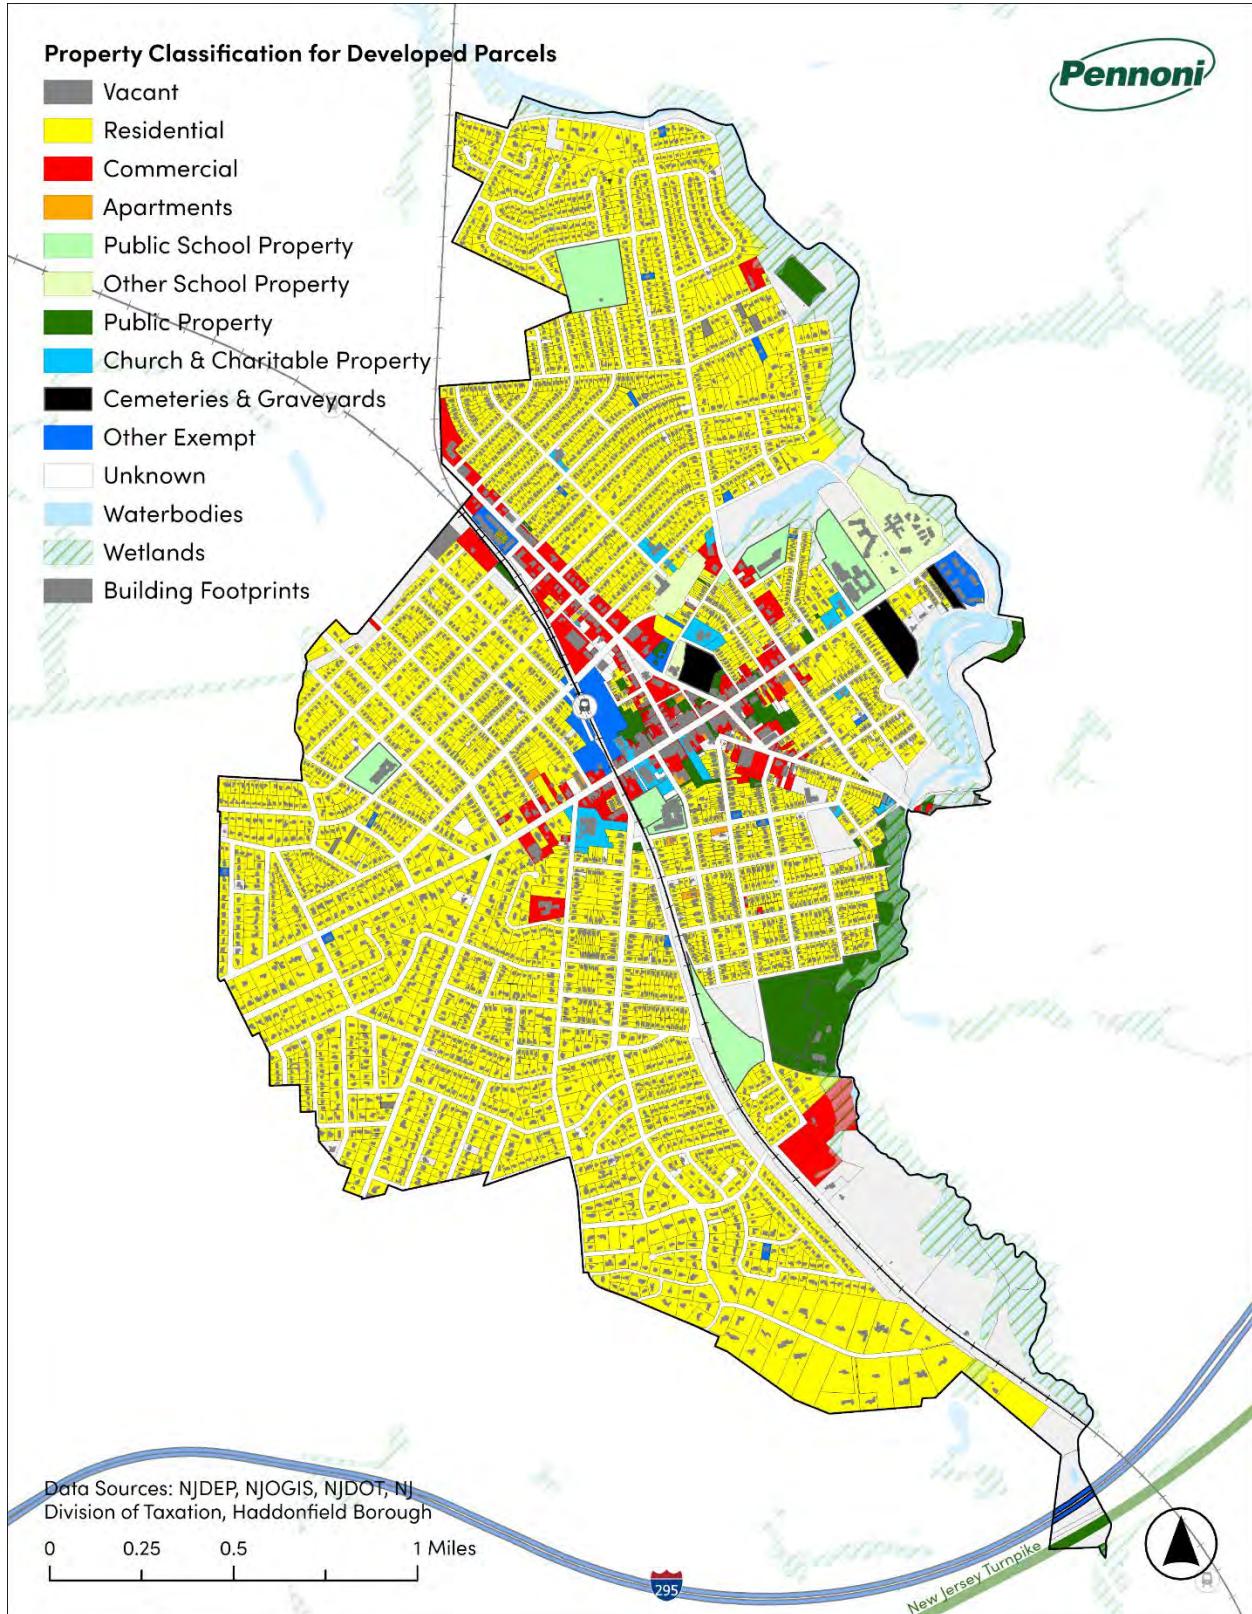 Property Classification for Developed Parcels
Pennoni
Vacant
Residential
Commercial
Apartments
Public School Property
Other School Property
Public Property
Church & Charitable Property
Cemeteries & Graveyards
Other Exempt
Unknown
Waterbodies
Wetlands
Building Footprints
Data Sources: NJDEP, NJOGIS, NJDOT, NJ
Division of Taxation, Haddonfield Borough
0 0.25 0.5 1 Miles
295
New Jersey Turnpike